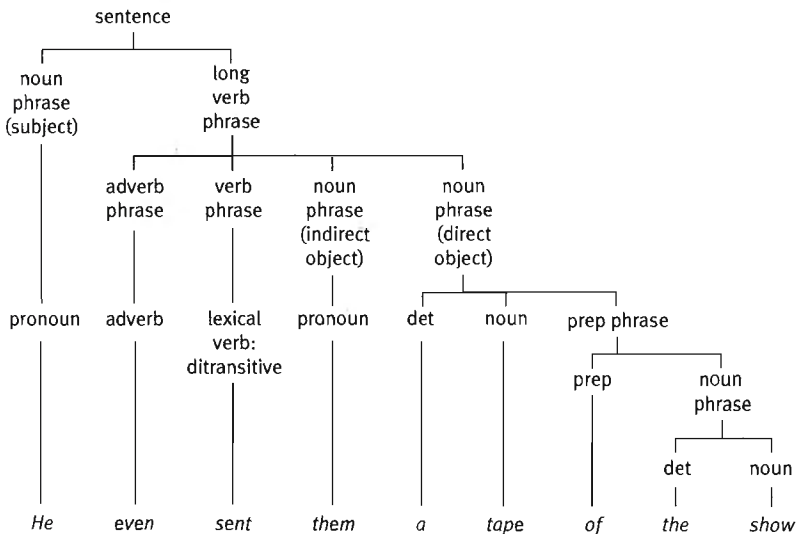 sentence
noun
phrase
(subject)
long
verb
phrase
adverb
phrase
verb
phrase
noun
phrase
(indirect
object)
noun
phrase
(direct
object)
pronoun
adverb
lexical
verb:
ditransitive
pronoun
det
noun
prep phrase
prep
noun
phrase
det
noun
He even sent them a tape of the show